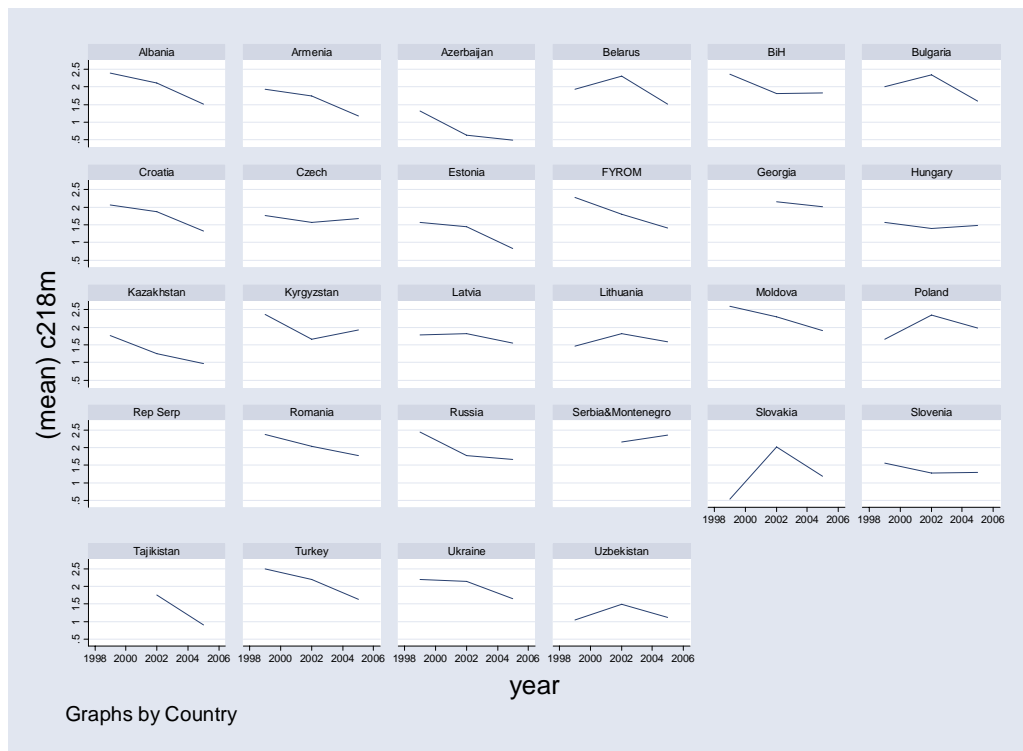 (mean) c218m
Albania Armenia Azerbaijan Belarus BiH Bulgaria
2.5
2
1.5
1
.5
Croatia Czech Estonia FYROM Georgia Hungary
2.5
2
1.5
1
.5
Kazakhstan Kyrgyzstan Latvia Lithuania Moldova Poland
2.5
2
1.5
1
.5
Rep Serp Romania Russia Serbia&Montenegro Slovakia Slovenia
2.5
2
1.5
1
.5
1998 2000 2002 2004 2006 1998 2000 2002 2004 2006
Tajikistan Turkey Ukraine Uzbekistan
2.5
2
1.5
1
.5
1998 2000 2002 2004 2006 1998 2000 2002 2004 2006 1998 2000 2002 2004 2006 1998 2000 2002 2004 2006
year
Graphs by Country